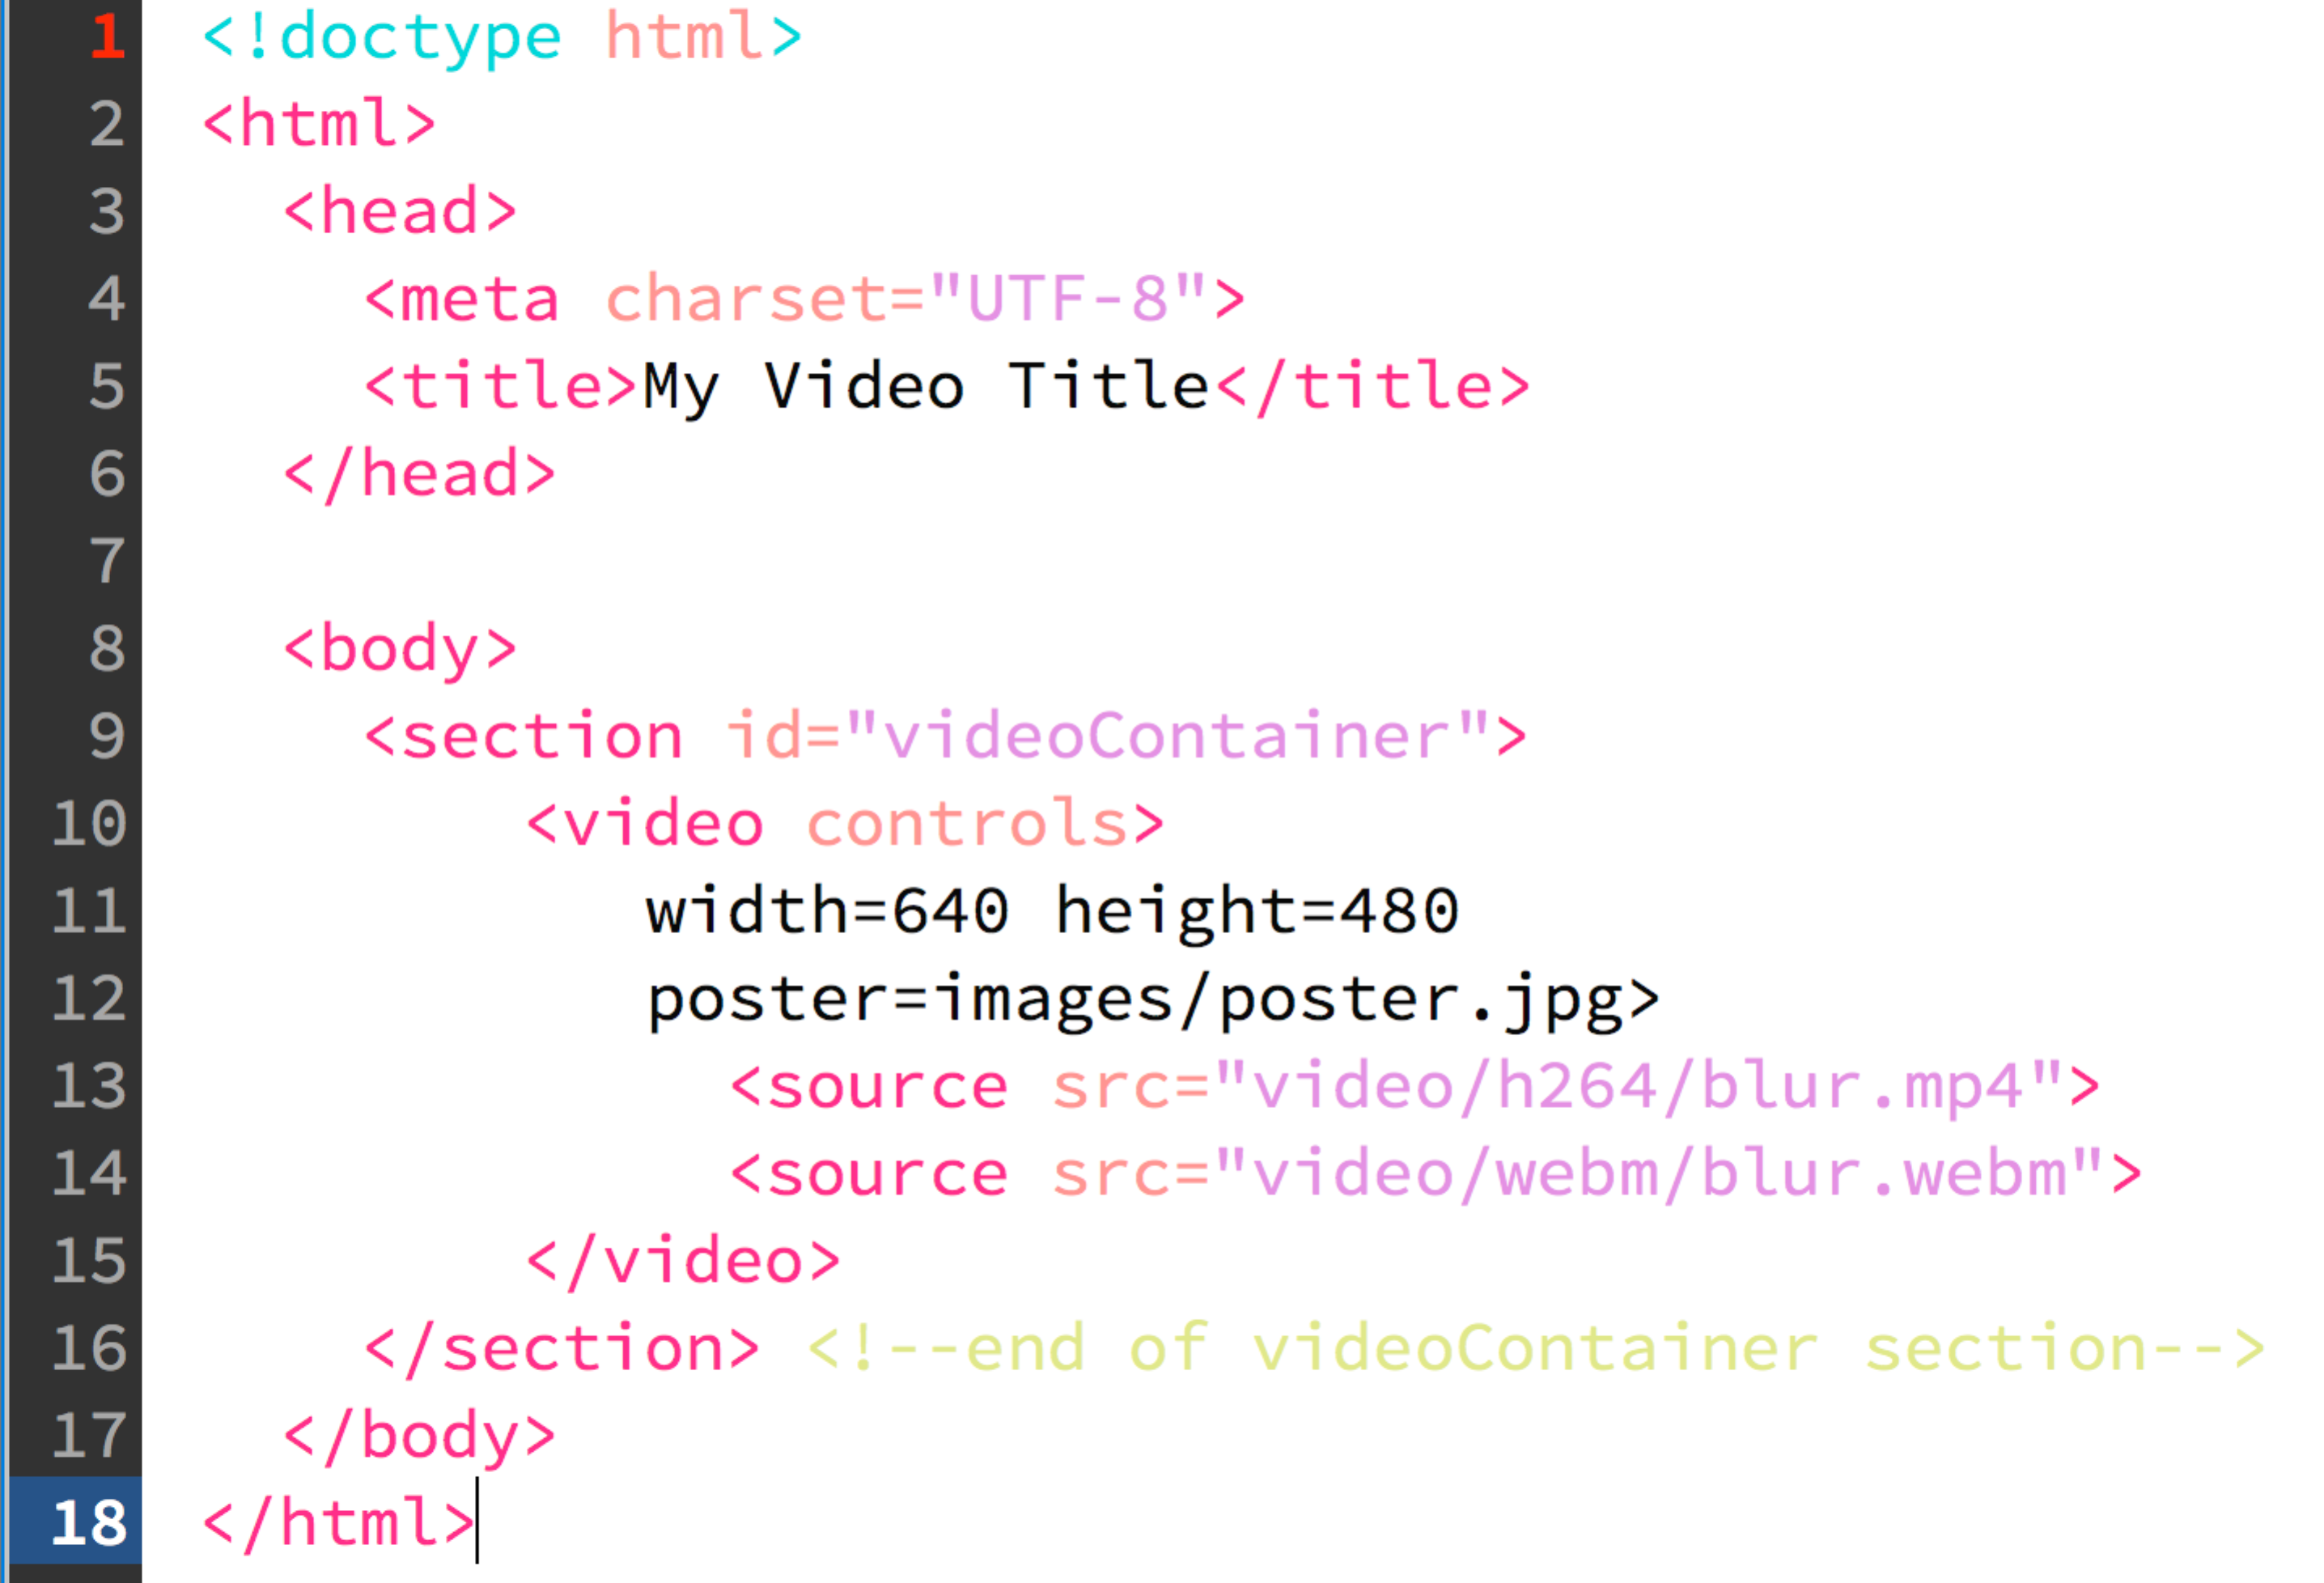 1 <!doctype html>
2 <html>
3 <head>
4 <meta charset="UTF-8">
5 <title>My Video Title</title>
6 </head>
7
8 <body>
9 <section id="videoContainer">
10 <video controls>
11 width=640 height=480
12 poster=images/poster.jpg>
13 <source src="video/h264/blur.mp4">
14 <source src="video/webm/blur.webm">
15 </video>
16 </section> <!--end of videoContainer section-->
17 </body>
18 </html>